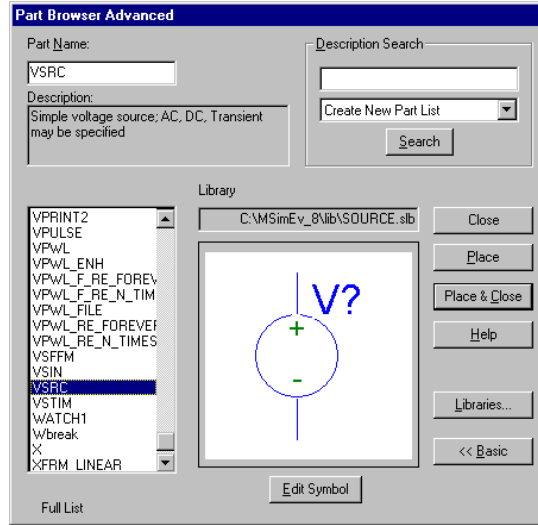 Part Browser Advanced
Part Name:
VSRC
Description:
Simple voltage source; AC, DC, Transient
may be specified
Description Search
Create New Part List
Search
Library
C:\MSimEv_8\lib\SOURCE.slb
VPRINT2
VPULSE
VPWL
VPWL_ENH
VPWL_F_RE_FOREV
VPWL_F_RE_N_TIM
VPWL_FILE
VPWL_RE_FOREVEF
VPWL_RE_N_TIMES
VSFFM
VSIN
VSRC
VSTIM
WATCH1
Wbreak
X
XFRM_LINEAR
Full List
V?
+
-
Edit Symbol
Close
Place
Place & Close
Help
Libraries...
<< Basic